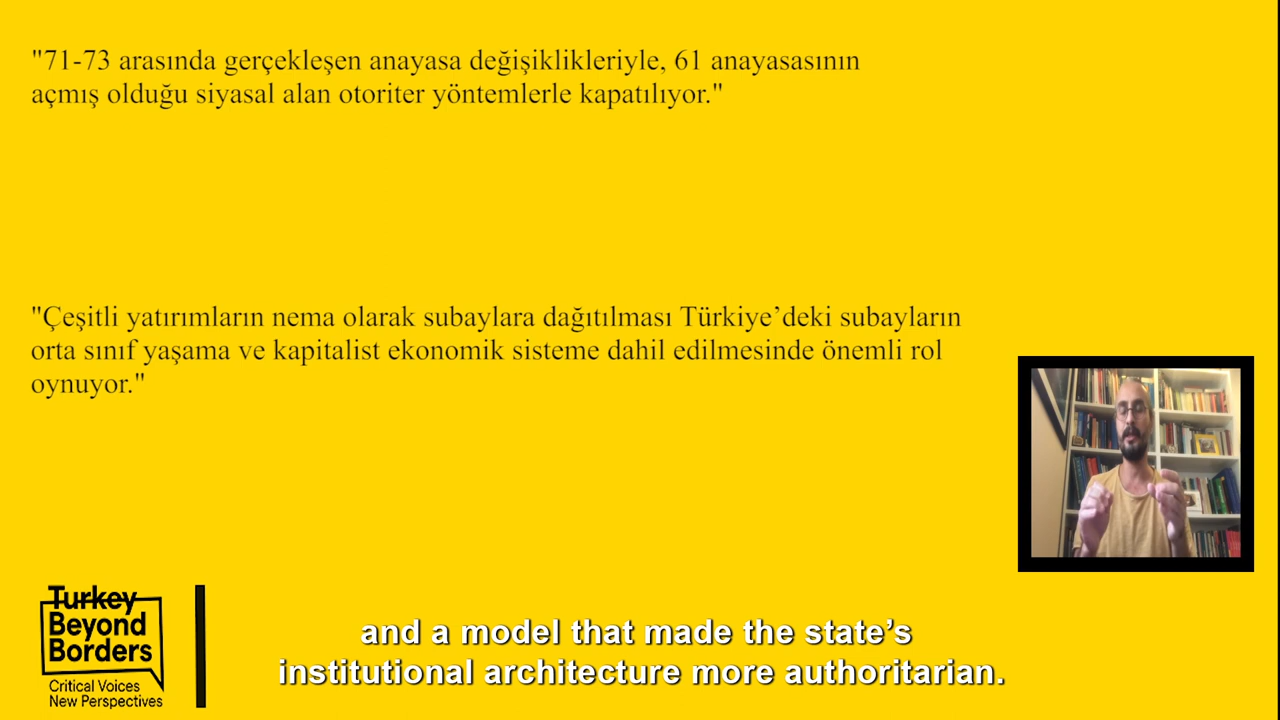 "71-73 arasında gerçekleşen anayasa değişiklikleriyle, 61 anayasasının
açmış olduğu siyasal alan otoriter yöntemlerle kapatılıyor."
"Çeşitli yatırımların nema olarak subaylara dağıtılması Türkiye’deki subayların
orta sınıf yaşama ve kapitalist ekonomik sisteme dahil edilmesinde önemli rol
oynuyor."
Turkey
Beyond
Borders
Critical Voices
New Perspectives
and a model that made the state’s
institutional architecture more authoritarian.